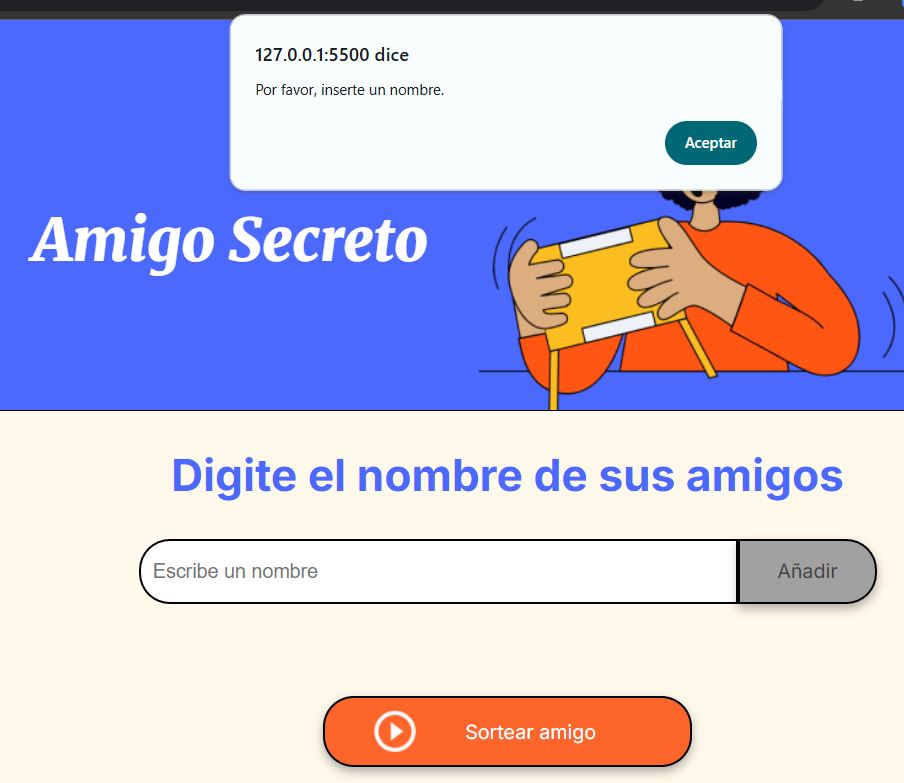 127.0.0.1:5500 dice
Por favor, inserte un nombre.
Aceptar
Amigo Secreto
Digite el nombre de sus amigos
Escribe un nombre
Añadir
Sortear amigo